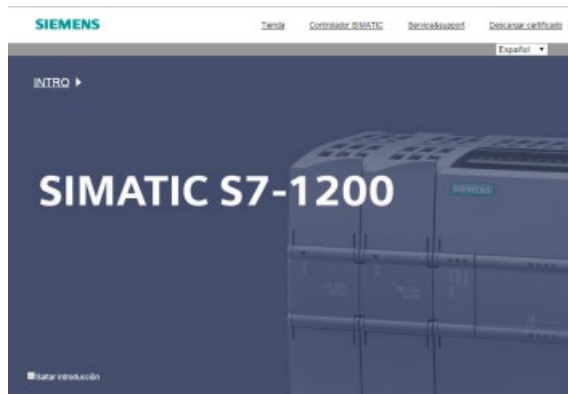 SIEMENS
Tienda Controlador SIMATIC Service&support Descargar certificado
Español
INTRO
SIMATIC S7-1200
SIEMENS
Saltar introducción